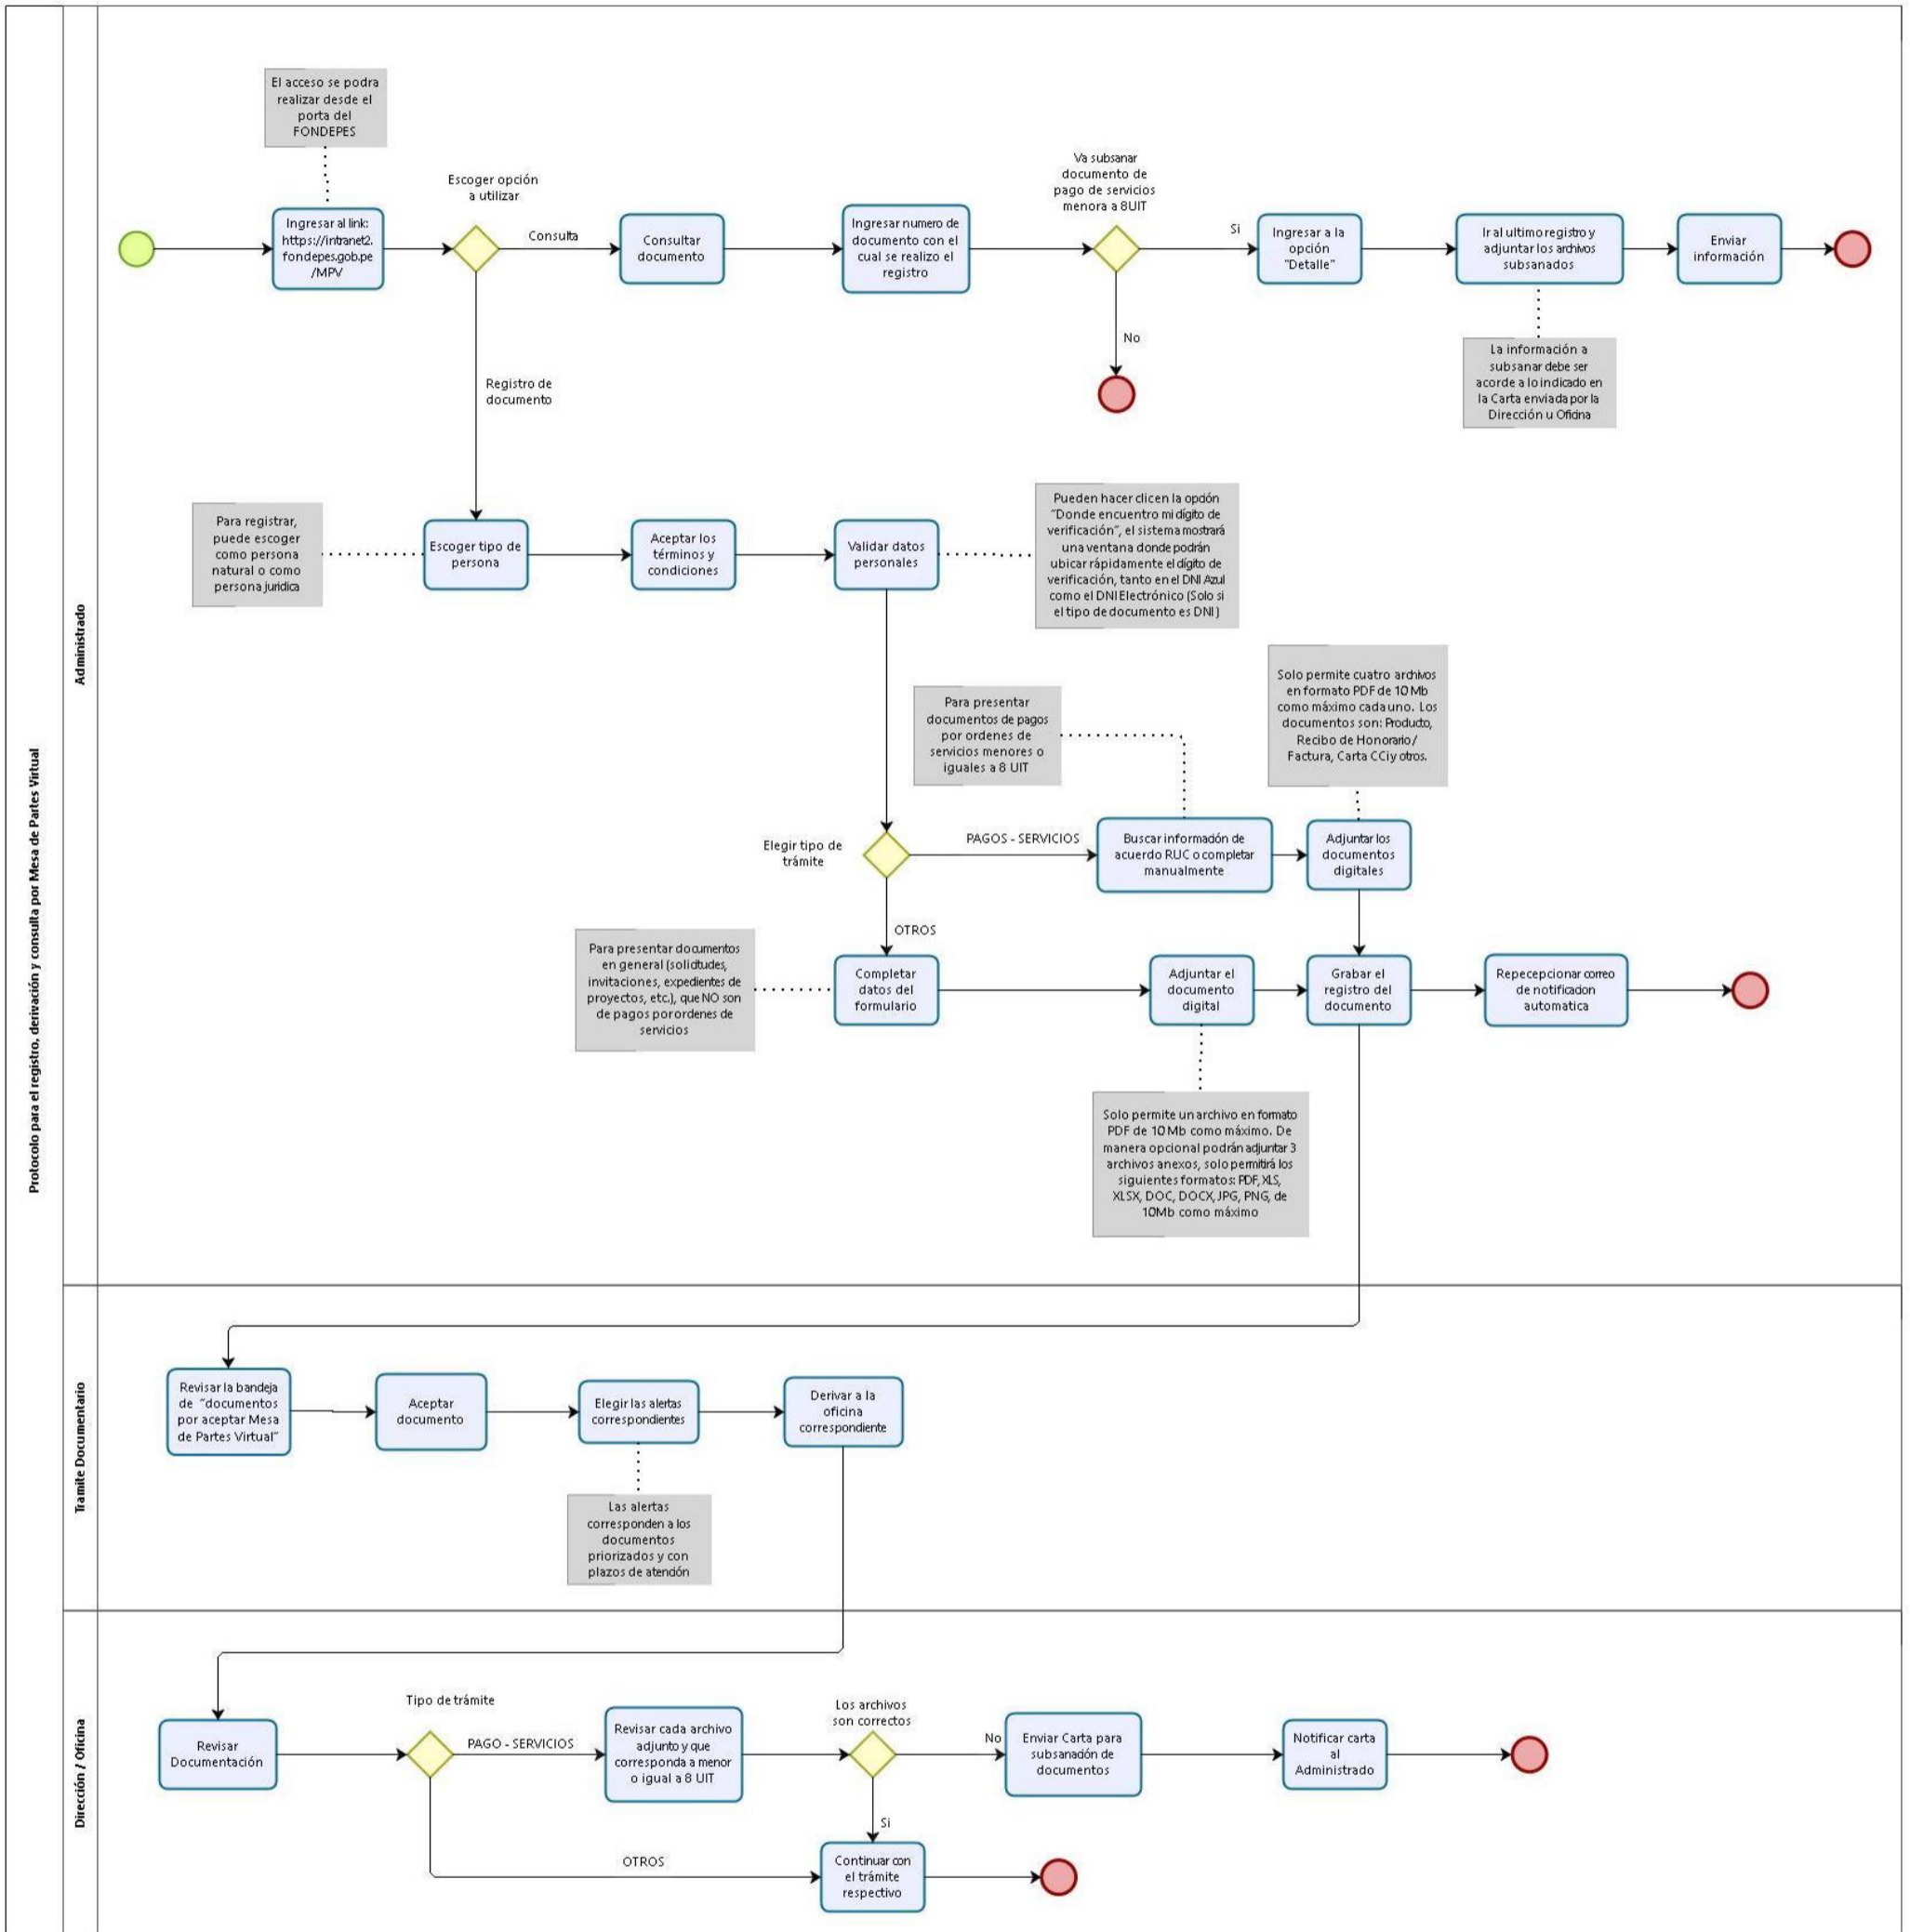 Protocolo para el registro, derivación y consulta por Mesa de Partes Virtual
Administrado
El acceso se podra
realizar desde el
porta del
FONDEPES
Ingresar al link:
https://intranet2.
fondepes.gob.pe
/MPV
Escoger opción
a utilizar
Consulta
Consultar
documento
Ingresar numero de
documento con el
cual se realizo el
registro
Va subsanar
documento de
pago de servicios
menora a 8UIT
Si
Ingresar a la
opción
"Detalle"
Ir al ultimo registro y
adjuntar los archivos
subsanados
Enviar
información
No
La información a
subsanar debe ser
acorde a lo indicado en
la Carta enviada por la
Dirección u Oficina
Registro de
documento
Para registrar,
puede escoger
como persona
natural o como
persona juridica
Escoger tipo de
persona
Aceptar los
términos y
condiciones
Validar datos
personales
Pueden hacer clic en la opción
"Donde encuentro mi dígito de
verificación", el sistema mostrará
una ventana donde podrán
ubicar rápidamente el dígito de
verificación, tanto en el DNI Azul
como el DNI Electrónico (Solo si
el tipo de documento es DNI)
Para presentar
documentos de pagos
por ordenes de
servicios menores o
iguales a 8 UIT
Solo permite cuatro archivos
en formato PDF de 10 Mb
como máximo cada uno. Los
documentos son: Producto,
Recibo de Honorario/
Factura, Carta CCi y otros.
Elegir tipo de
trámite
PAGOS - SERVICIOS
Buscar información de
acuerdo RUC o completar
manualmente
Adjuntar los
documentos
digitales
OTROS
Para presentar documentos
en general (solicitudes,
invitaciones, expedientes de
proyectos, etc.), que NO son
de pagos por ordenes de
servicios
Completar
datos del
formulario
Adjuntar el
documento
digital
Grabar el
registro del
documento
Repecepcionar correo
de notificacion
automatica
Solo permite un archivo en formato
PDF de 10 Mb como máximo. De
manera opcional podrán adjuntar 3
archivos anexos, solo permitirá los
siguientes formatos: PDF, XLS,
XLSX, DOC, DOCX, JPG, PNG, de
10Mb como máximo
Tramite Documentario
Revisar la bandeja
de "documentos
por aceptar Mesa
de Partes Virtual"
Aceptar
documento
Elegir las alertas
correspondientes
Derivar a la
oficina
correspondiente
Las alertas
corresponden a los
documentos
priorizados y con
plazos de atención
Dirección / Oficina
Revisar
Documentación
Tipo de trámite
PAGO - SERVICIOS
Revisar cada archivo
adjunto y que
corresponda a menor
o igual a 8 UIT
Los archivos
son correctos
No
Enviar Carta para
subsanación de
documentos
Notificar carta
al
Administrado
Si
OTROS
Continuar con
el trámite
respectivo